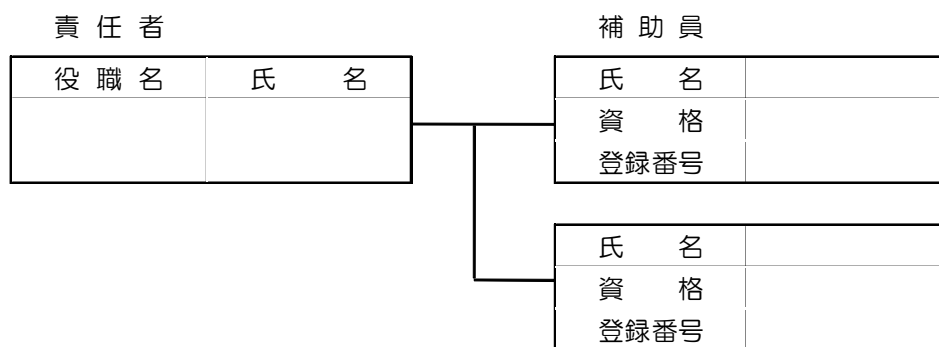 責 任 者
補 助 員
役 職 名 氏 名
氏 名
資 格
登録番号
氏 名
資 格
登録番号